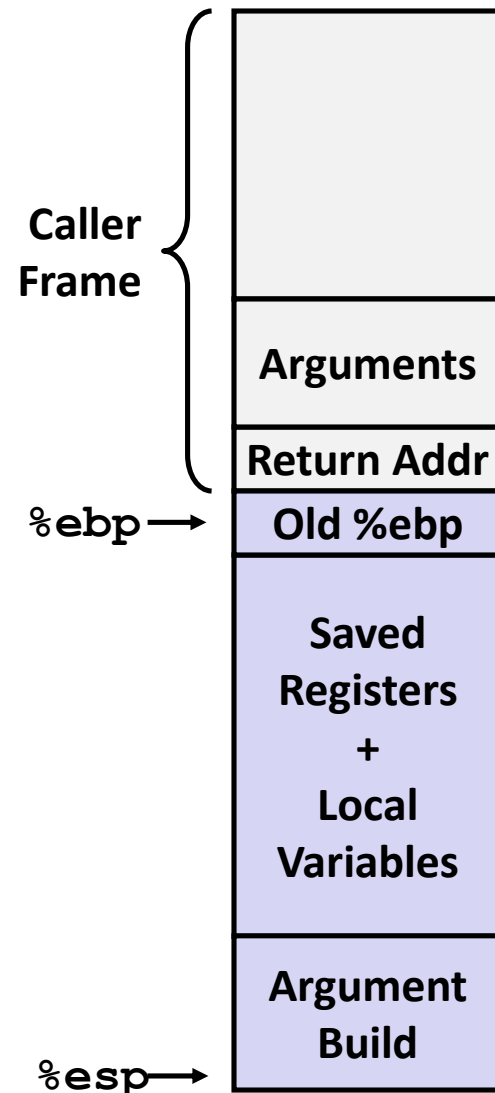 Caller
Frame
Arguments
Return Addr
%ebp
Old %ebp
Saved
Registers
+
Local
Variables
Argument
Build
%esp